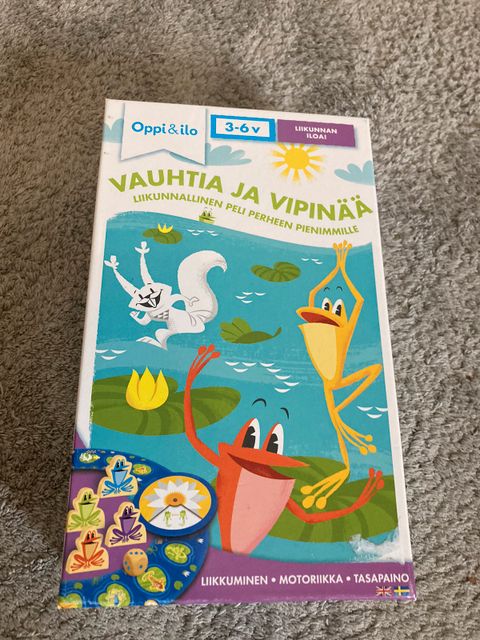 Oppi&ilo
3-6 v
LIIKUNNAN
ILOA!
VAUHTIA JA VIPINÄÄ
LIIKUNNALLINEN PELI PERHEEN PIENIMMILLE
LIIKKUMINEN • MOTORIIKKA • TASAPAINO